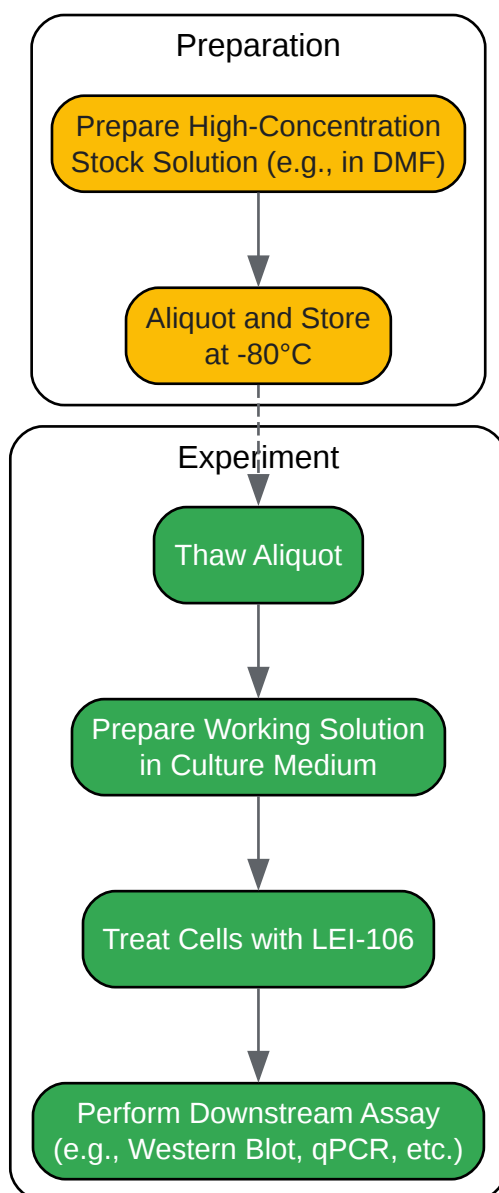 Preparation
Prepare High-Concentration
Stock Solution (e.g., in DMF)
Aliquot and Store
at -80°C
Experiment
Thaw Aliquot
Prepare Working Solution
in Culture Medium
Treat Cells with LEI-106
Perform Downstream Assay
(e.g., Western Blot, qPCR, etc.)